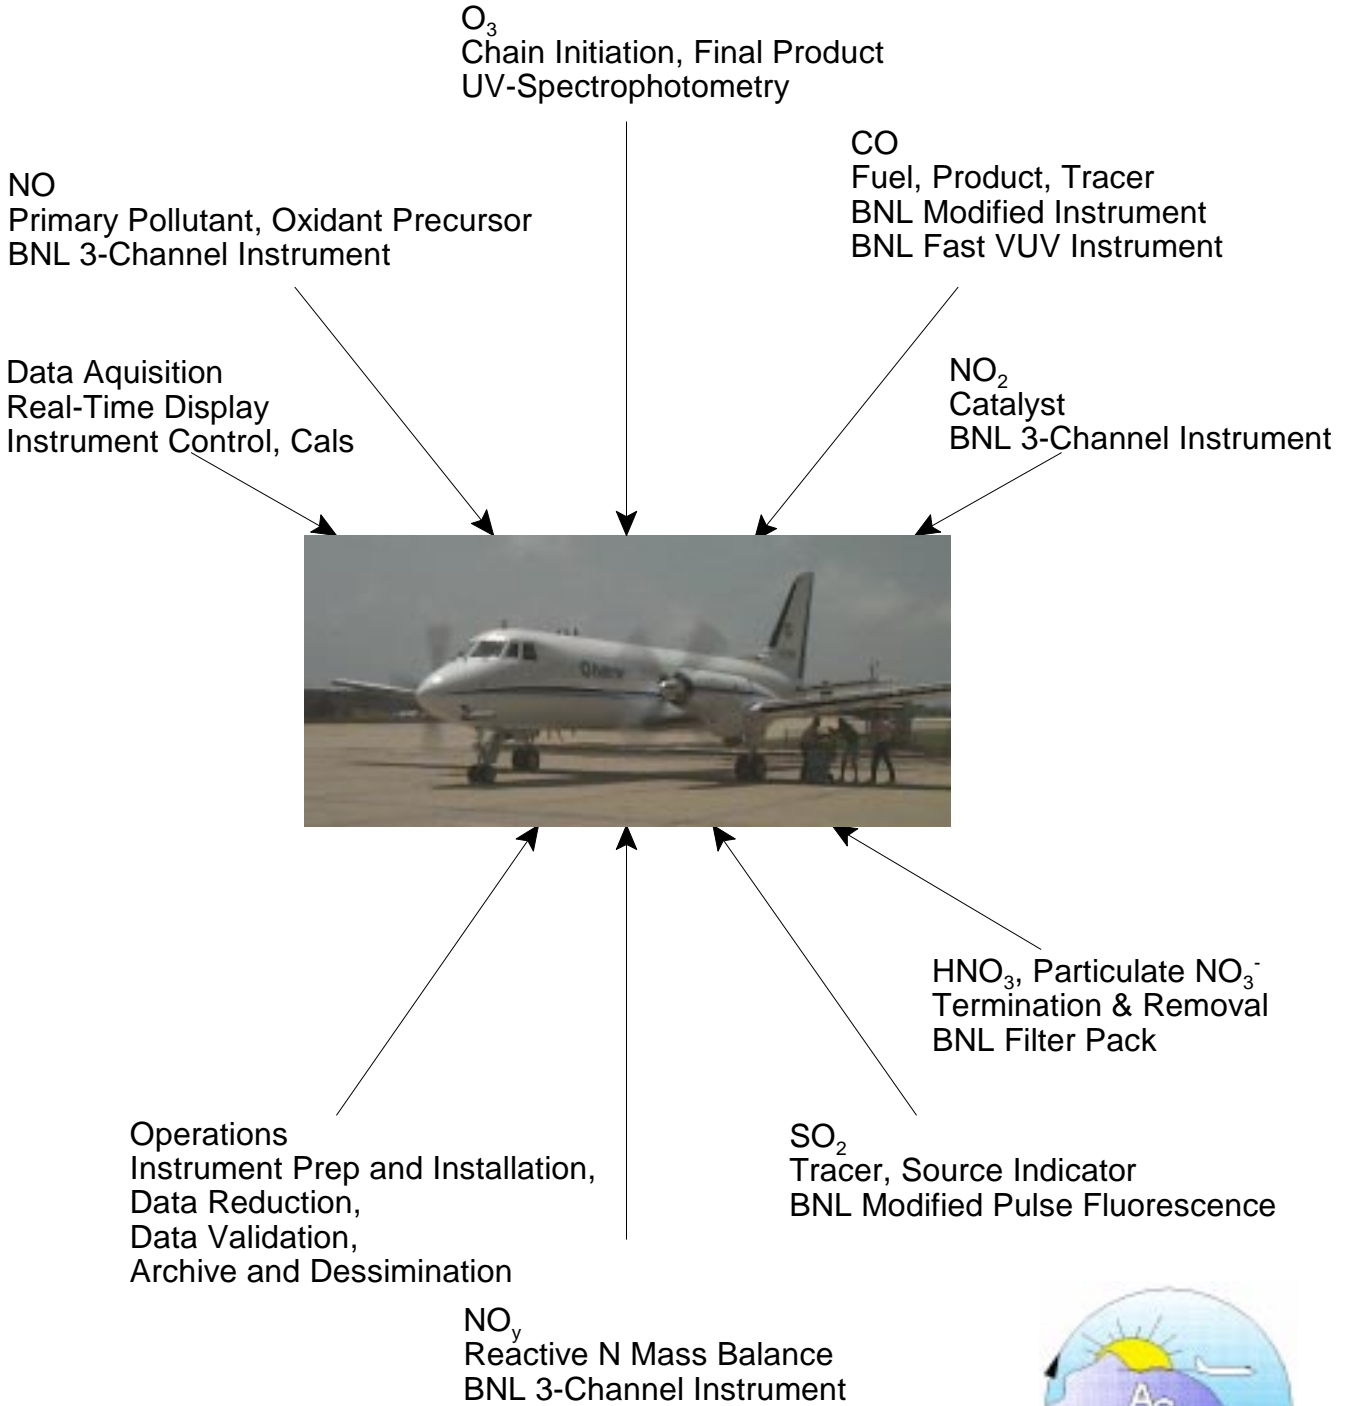 O₃
Chain Initiation, Final Product
UV-Spectrophotometry
CO
Fuel, Product, Tracer
BNL Modified Instrument
BNL Fast VUV Instrument
NO
Primary Pollutant, Oxidant Precursor
BNL 3-Channel Instrument
Data Aquisition
Real-Time Display
Instrument Control, Cals
NO₂
Catalyst
BNL 3-Channel Instrument
HNO₃, Particulate NO₃⁻
Termination & Removal
BNL Filter Pack
Operations
Instrument Prep and Installation,
Data Reduction,
Data Validation,
Archive and Dessimination
SO₂
Tracer, Source Indicator
BNL Modified Pulse Fluorescence
NOᵧ
Reactive N Mass Balance
BNL 3-Channel Instrument